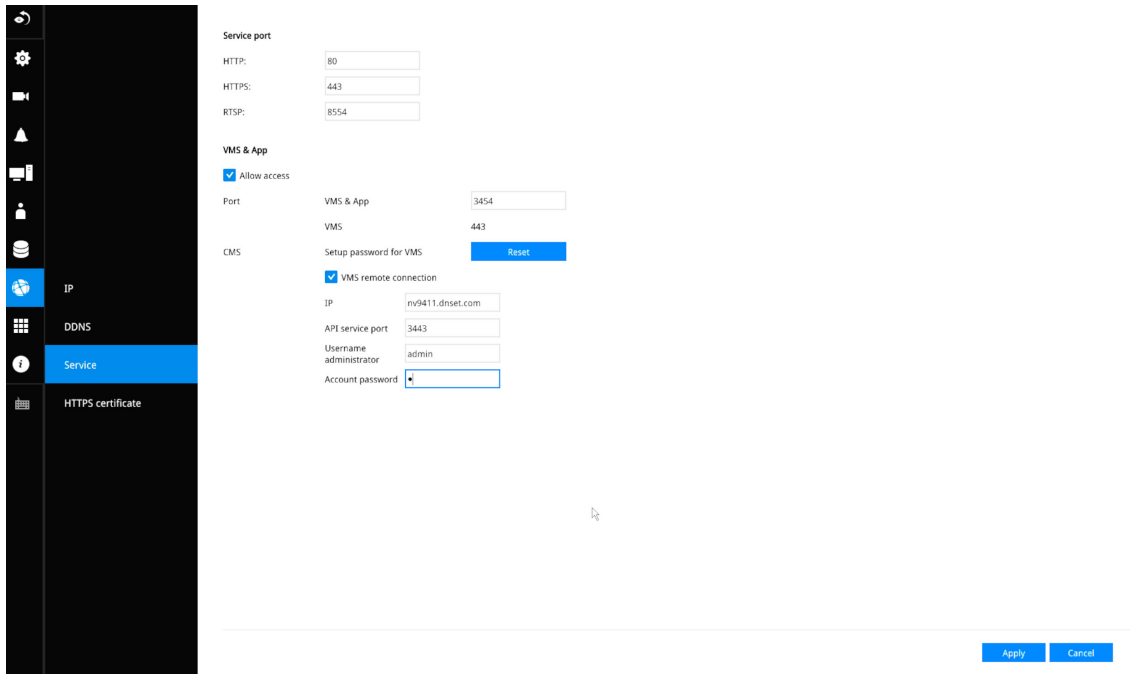 Service port
HTTP: 80
HTTPS: 443
RTSP: 8554
VMS & App
Allow access
Port VMS & App 3454
VMS 443
CMS Setup password for VMS Reset
VMS remote connection
IP
IP nv9411.dnset.com
DDNS
API service port 3443
Username
administrator admin
Service
Account password •
HTTPS certificate
Apply Cancel